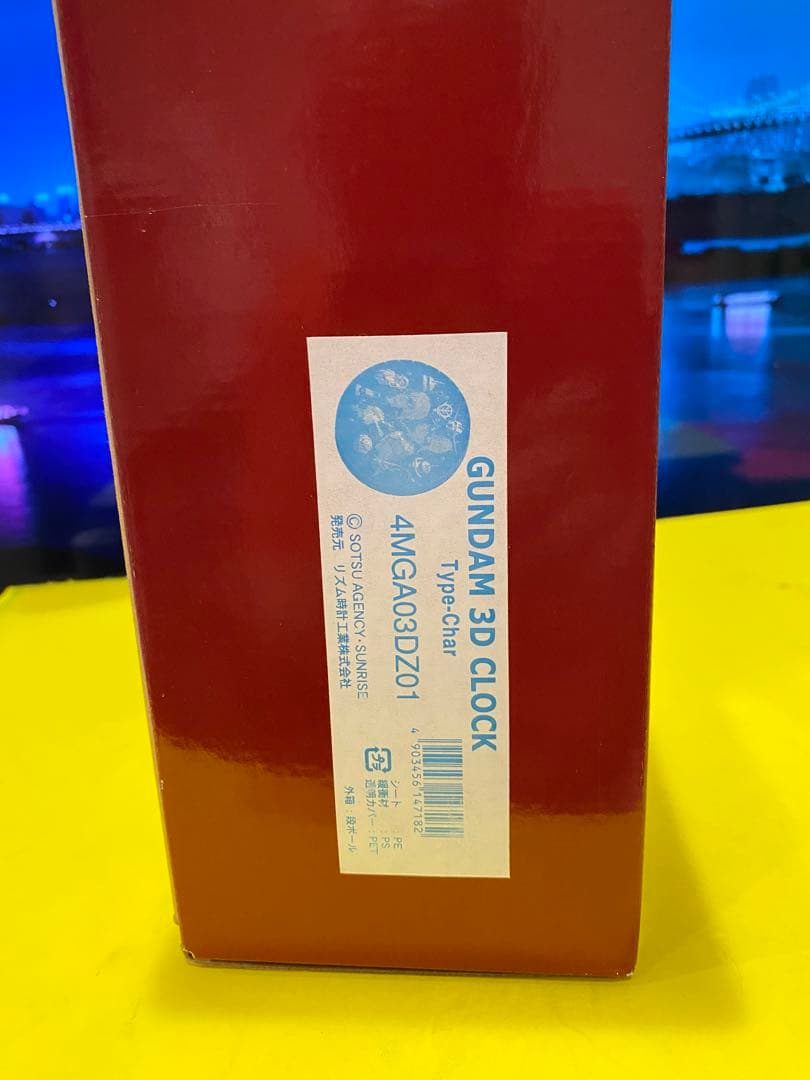 GUNDAM 3D CLOCK
Type-Char
4MGA03DZ01
© SOTSU AGENCY・SUNRISE
発売元 リズム時計工業株式会社
4 903456 147182
プラ
シート :PE
緩衝材 :PS
透明カバー:PET
外箱:段ボール